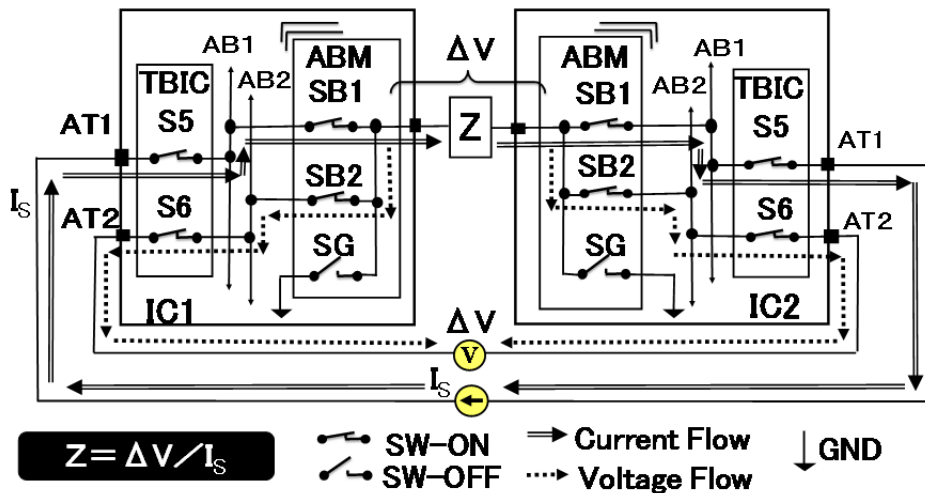 AB1
ABM
ΔV
ABM
AB1
AB2
AB2
TBIC
SB1
SB1
TBIC
AT1
S5
Z
S5
AT1
IS
S6
SB2
SB2
S6
AT2
AT2
SG
SG
IC1
ΔV
IC2
V
IS
Z=ΔV/IS
SW-ON
Current Flow
GND
SW-OFF
Voltage Flow